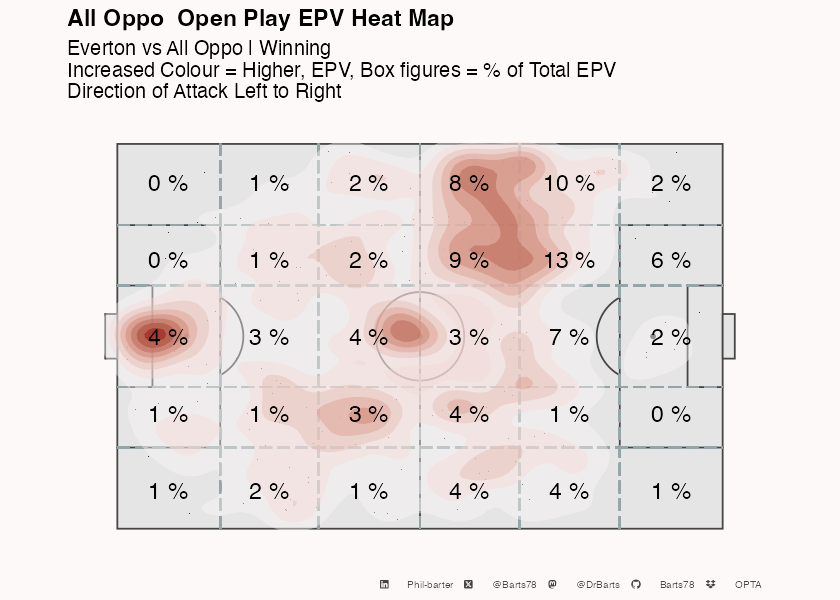 All Oppo  Open Play EPV Heat Map
Everton vs All Oppo | Winning
Increased Colour = Higher, EPV, Box figures = % of Total EPV
Direction of Attack Left to Right
0 % 1 % 2 % 8 % 10 % 2 %
0 % 1 % 2 % 9 % 13 % 6 %
4 % 3 % 4 % 3 % 7 % 2 %
1 % 1 % 3 % 4 % 1 % 0 %
1 % 2 % 1 % 4 % 4 % 1 %
Phil-barter @Barts78 @DrBarts Barts78 OPTA